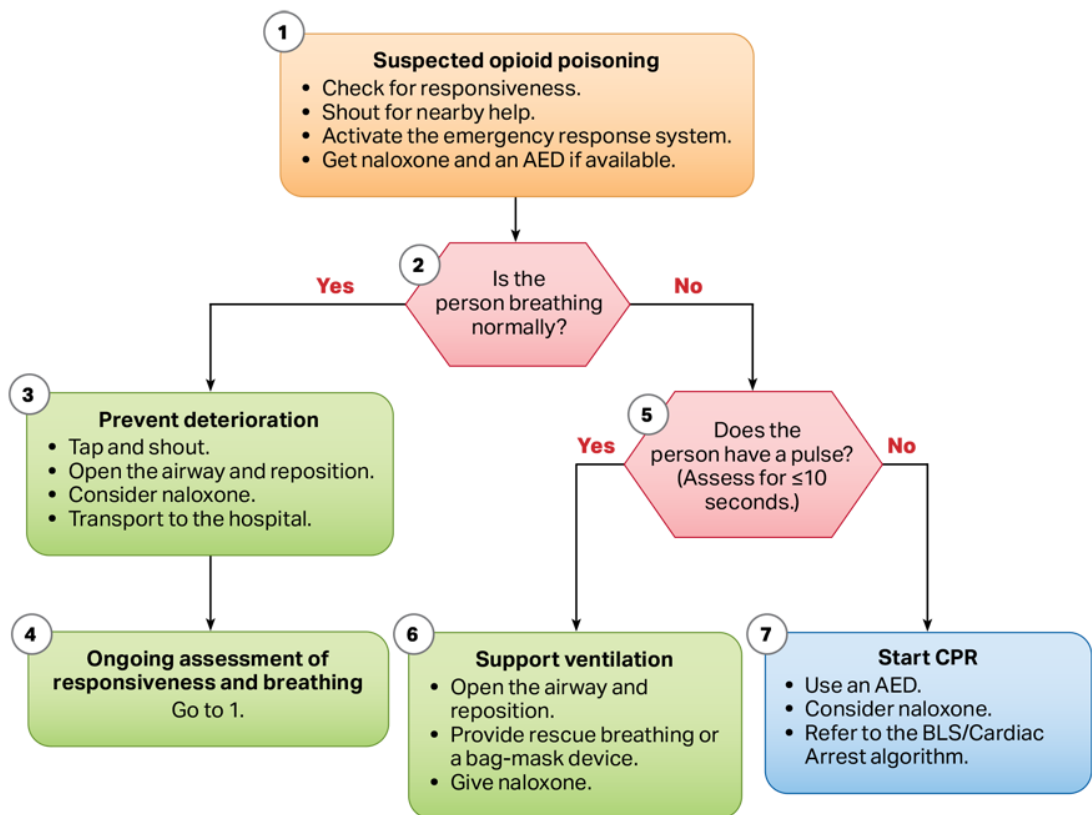 1
Suspected opioid poisoning
• Check for responsiveness.
• Shout for nearby help.
• Activate the emergency response system.
• Get naloxone and an AED if available.
2
Is the
person breathing
normally?
Yes
No
3
Prevent deterioration
• Tap and shout.
• Open the airway and reposition.
• Consider naloxone.
• Transport to the hospital.
4
Ongoing assessment of
responsiveness and breathing
Go to 1.
5
Does the
person have a pulse?
(Assess for ≤10
seconds.)
Yes
No
6
Support ventilation
• Open the airway and
reposition.
• Provide rescue breathing or
a bag-mask device.
• Give naloxone.
7
Start CPR
• Use an AED.
• Consider naloxone.
• Refer to the BLS/Cardiac
Arrest algorithm.